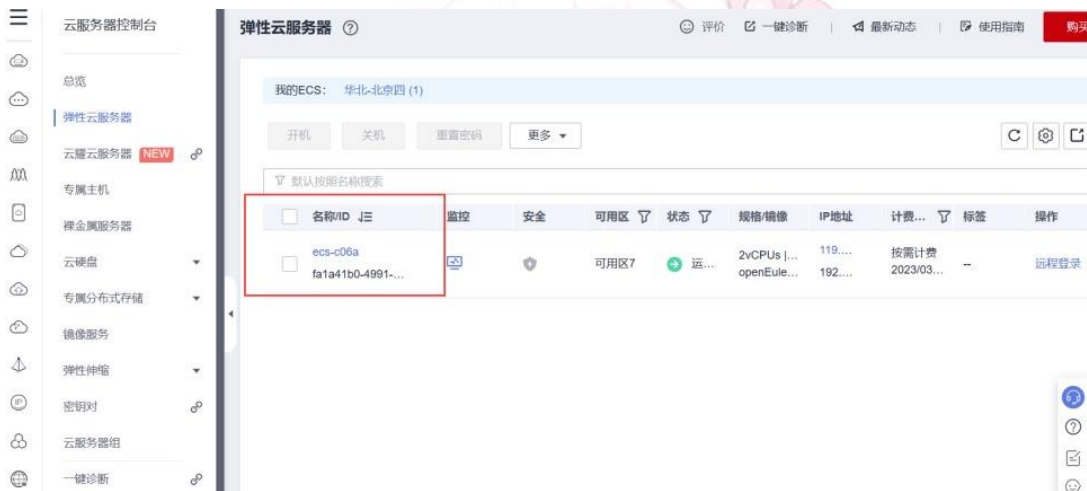 云服务器控制台
总览
弹性云服务器
云耀云服务器 NEW
专属主机
裸金属服务器
云硬盘
专属分布式存储
镜像服务
弹性伸缩
密钥对
云服务器组
一键诊断
弹性云服务器
评价 一键诊断 | 最新动态 | 使用指南 购买
我的ECS: 华北-北京四 (1)
开机 关机 重置密码 更多
默认按照名称搜索
名称/ID 监控 安全 可用区 状态 规格/镜像 IP地址 计费... 标签 操作
ecs-c06a 可用区7 运... 2vCPUs |... 119.... 按需计费 -- 远程登录
fa1a41b0-4991-... openEule... 192.... 2023/03...